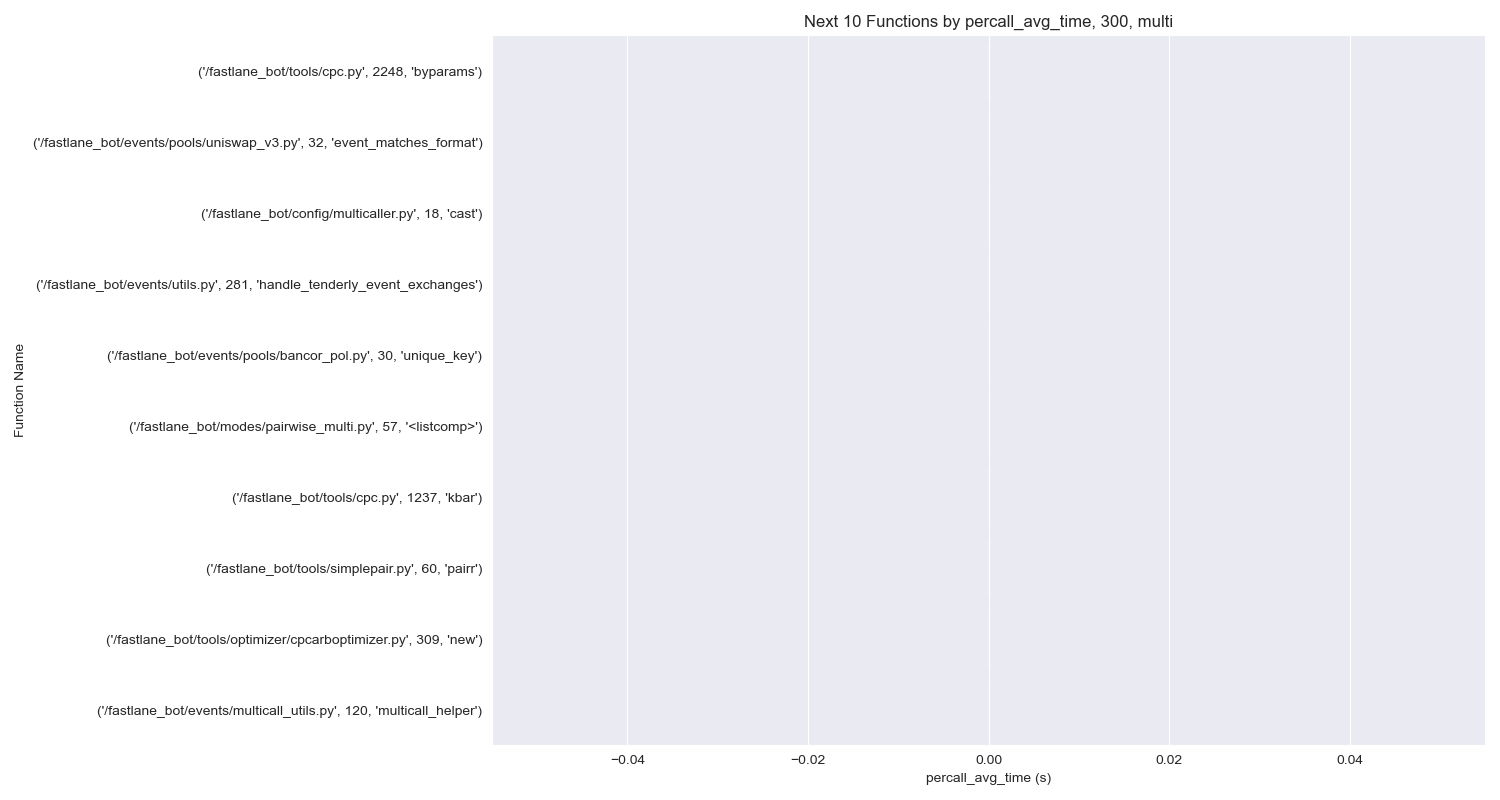 Next 10 Functions by percall_avg_time, 300, multi
('/fastlane_bot/tools/cpc.py', 2248, 'byparams')
('/fastlane_bot/events/pools/uniswap_v3.py', 32, 'event_matches_format')
('/fastlane_bot/config/multicaller.py', 18, 'cast')
('/fastlane_bot/events/utils.py', 281, 'handle_tenderly_event_exchanges')
('/fastlane_bot/events/pools/bancor_pol.py', 30, 'unique_key')
('/fastlane_bot/modes/pairwise_multi.py', 57, '<listcomp>')
('/fastlane_bot/tools/cpc.py', 1237, 'kbar')
('/fastlane_bot/tools/simplepair.py', 60, 'pairr')
('/fastlane_bot/tools/optimizer/cpcarboptimizer.py', 309, 'new')
('/fastlane_bot/events/multicall_utils.py', 120, 'multicall_helper')
Function Name
−0.04 −0.02 0.00 0.02 0.04
percall_avg_time (s)